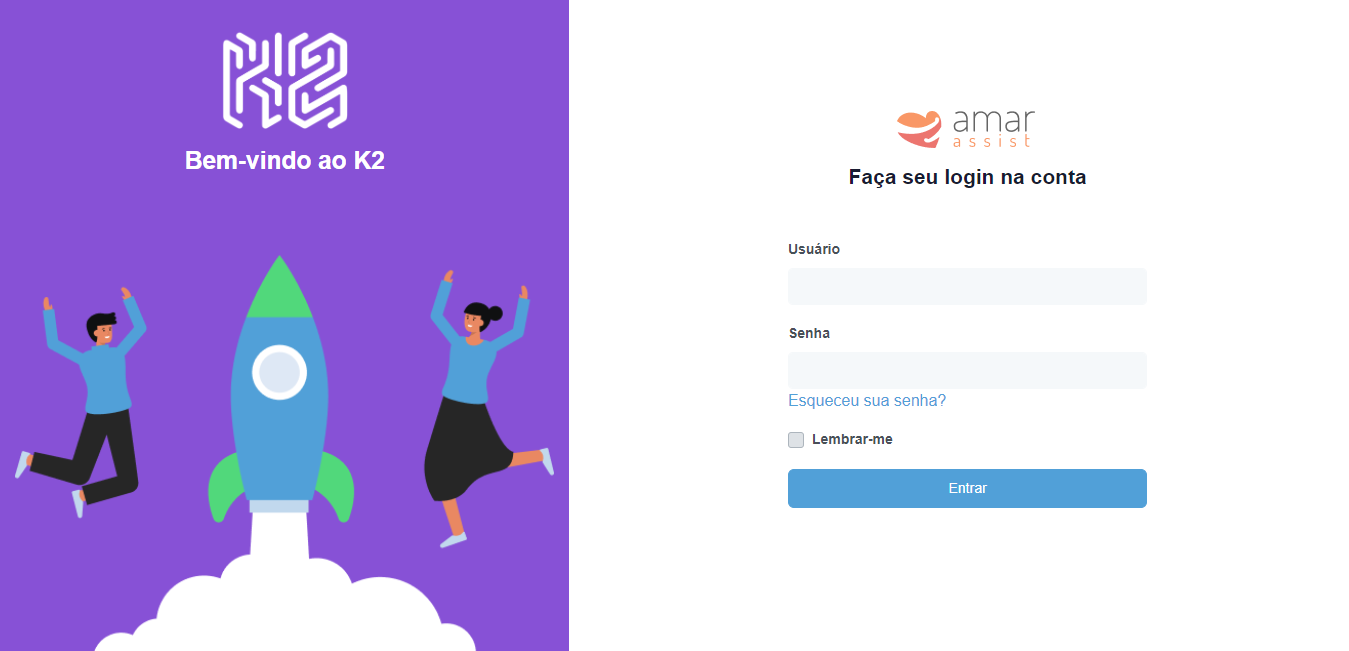 K2
Bem-vindo ao K2
amar
assist
Faça seu login na conta
Usuário
Senha
Esqueceu sua senha?
Lembrar-me
Entrar